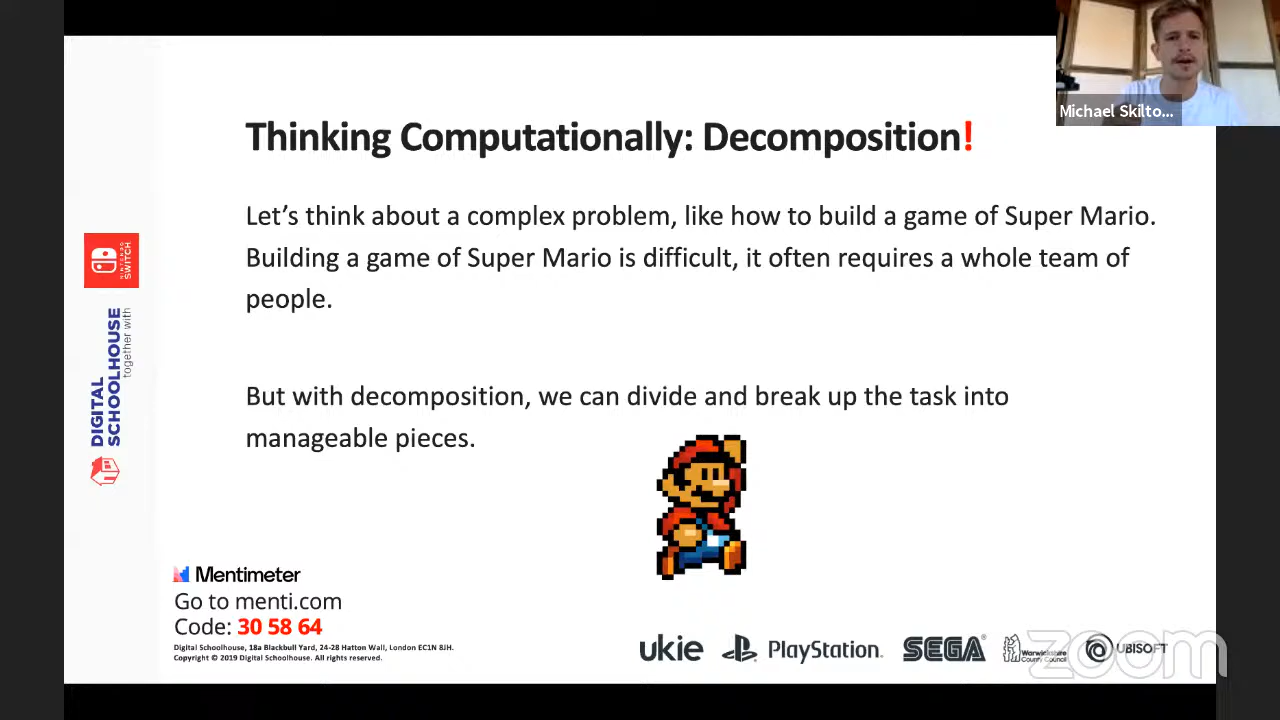 Michael Skilto...
Thinking Computationally: Decomposition!
Let's think about a complex problem, like how to build a game of Super Mario.
Building a game of Super Mario is difficult, it often requires a whole team of
people.
But with decomposition, we can divide and break up the task into
manageable pieces.
NINTENDO
SWITCH
DIGITAL
SCHOOLHOUSE
together with
Mentimeter
Go to menti.com
Code: 30 58 64
Digital Schoolhouse, 18a Blackbull Yard, 24-28 Hatton Wall, London EC1N 8JH.
Copyright © 2019 Digital Schoolhouse. All rights reserved.
ukie
PlayStation
SEGA
Warwickshire
County Council
UBISOFT
zoom